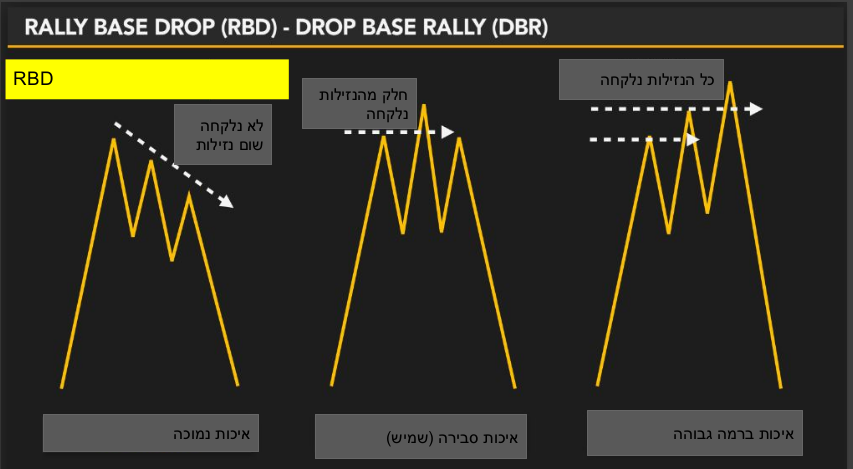 RALLY BASE DROP (RBD) - DROP BASE RALLY (DBR)
RBD
לא נלקחה
שום נזילות
חלק מהנזילות
נלקחה
כל הנזילות נלקחה
איכות נמוכה
איכות סבירה (שמיש)
איכות ברמה גבוהה